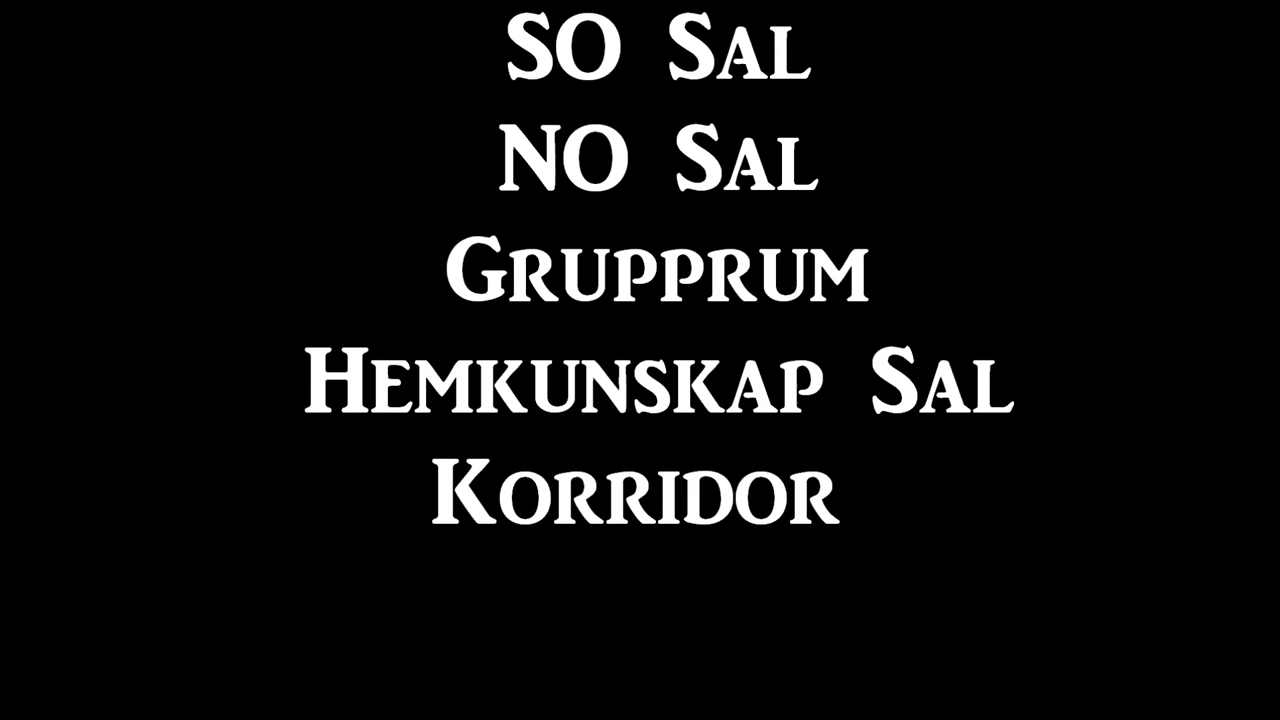 SO Sal
NO Sal
Grupprum
Hemkunskap Sal
Korridor